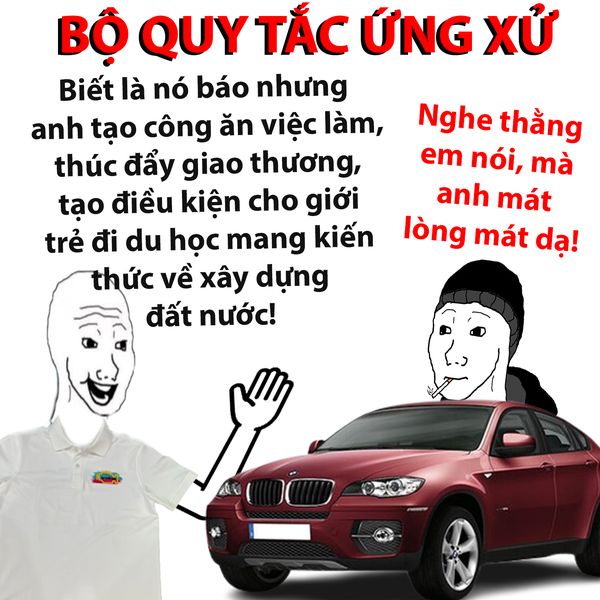 BỘ QUY TẮC ỨNG XỬ
Biết là nó báo nhưng
anh tạo công ăn việc làm,
thúc đẩy giao thương,
tạo điều kiện cho giới
trẻ đi du học mang kiến
thức về xây dựng
đất nước!
Nghe thằng
em nói, mà
anh mát
lòng mát dạ!